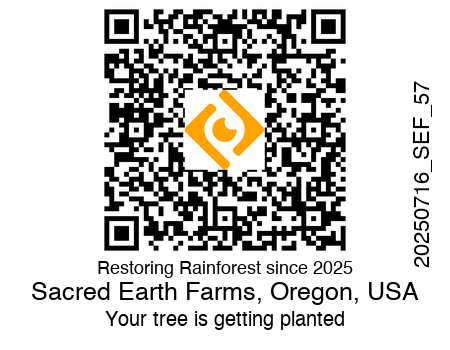 Restoring Rainforest since 2025
Sacred Earth Farms, Oregon, USA
Your tree is getting planted
20250716_SEF_57